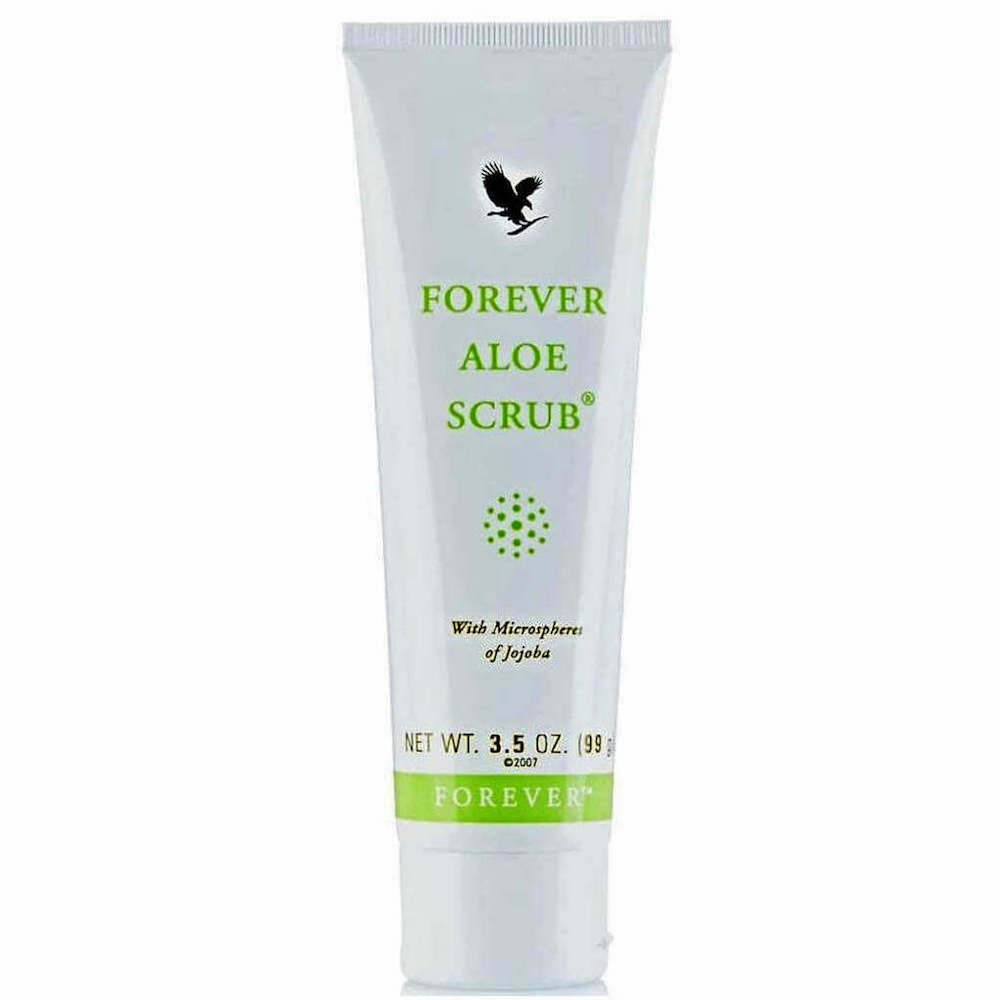 FOREVER
ALOE
SCRUB®
With Microspheres
of Jojoba
NET WT. 3.5 OZ. (99 g
©2007
FOREVER™